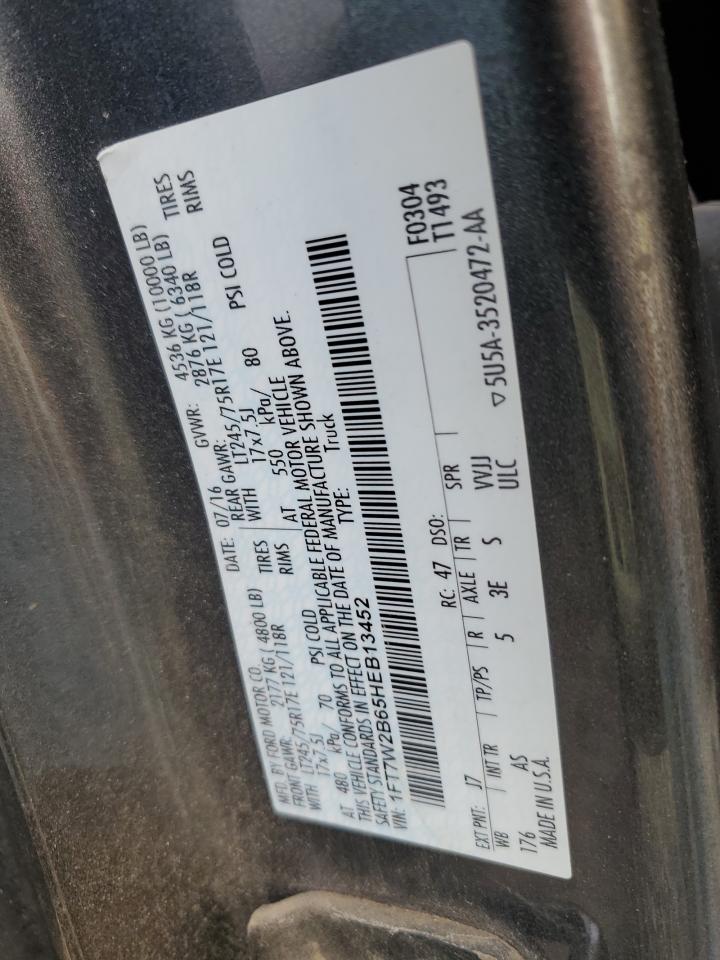 MFD. BY FORD MOTOR CO. DATE: 07/16 GVWR: 4536 KG (10000 LB)
FRONT GAWR: 2177 KG ( 4800 LB) REAR GAWR: 2876 KG ( 6340 LB)
WITH LT245/75R17E 121/118R TIRES WITH LT245/75R17E 121/118R TIRES
17x7.5J RIMS 17x7.5J RIMS
AT 480 kPa/ 70 PSI COLD AT 550 kPa/ 80 PSI COLD
THIS VEHICLE CONFORMS TO ALL APPLICABLE FEDERAL MOTOR VEHICLE
SAFETY STANDARDS IN EFFECT ON THE DATE OF MANUFACTURE SHOWN ABOVE.
VIN: 1FT7W2B65HEB13452 TYPE: Truck
F0304
T1493
EXT PNT: J7 RC: 47 DSO:
WB INT TR TP/PS R AXLE TR SPR
176 AS 5 3E S VVJJ
ULC
MADE IN U.S.A. ▽5U5A-3520472-AA